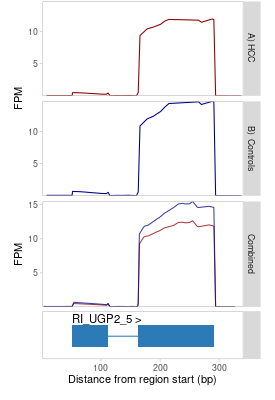 10
5
FPM
A) HCC
10
5
B) Controls
15
10
5
FPM
Combined
RI_UGP2_5 >
100 200 300
Distance from region start (bp)